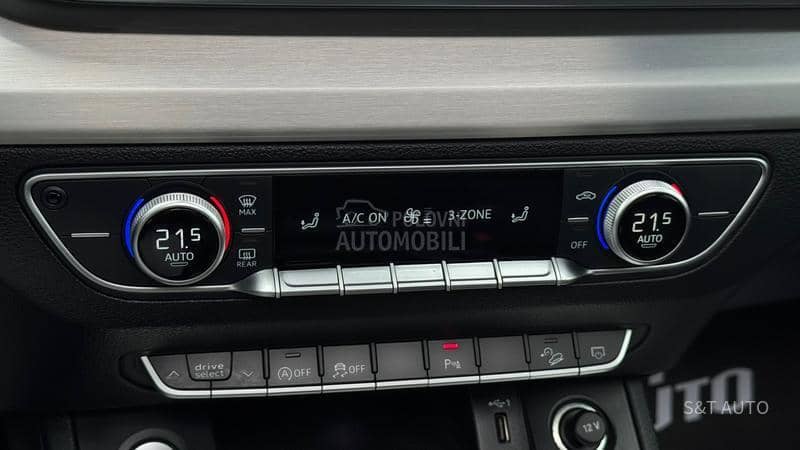 MAX
A/C ON
3-ZONE
21.5
AUTO
21.5
AUTO
POLOVNI
AUTOMOBILI
OFF
REAR
drive
select
A OFF
OFF
P
12 V
S&T AUTO